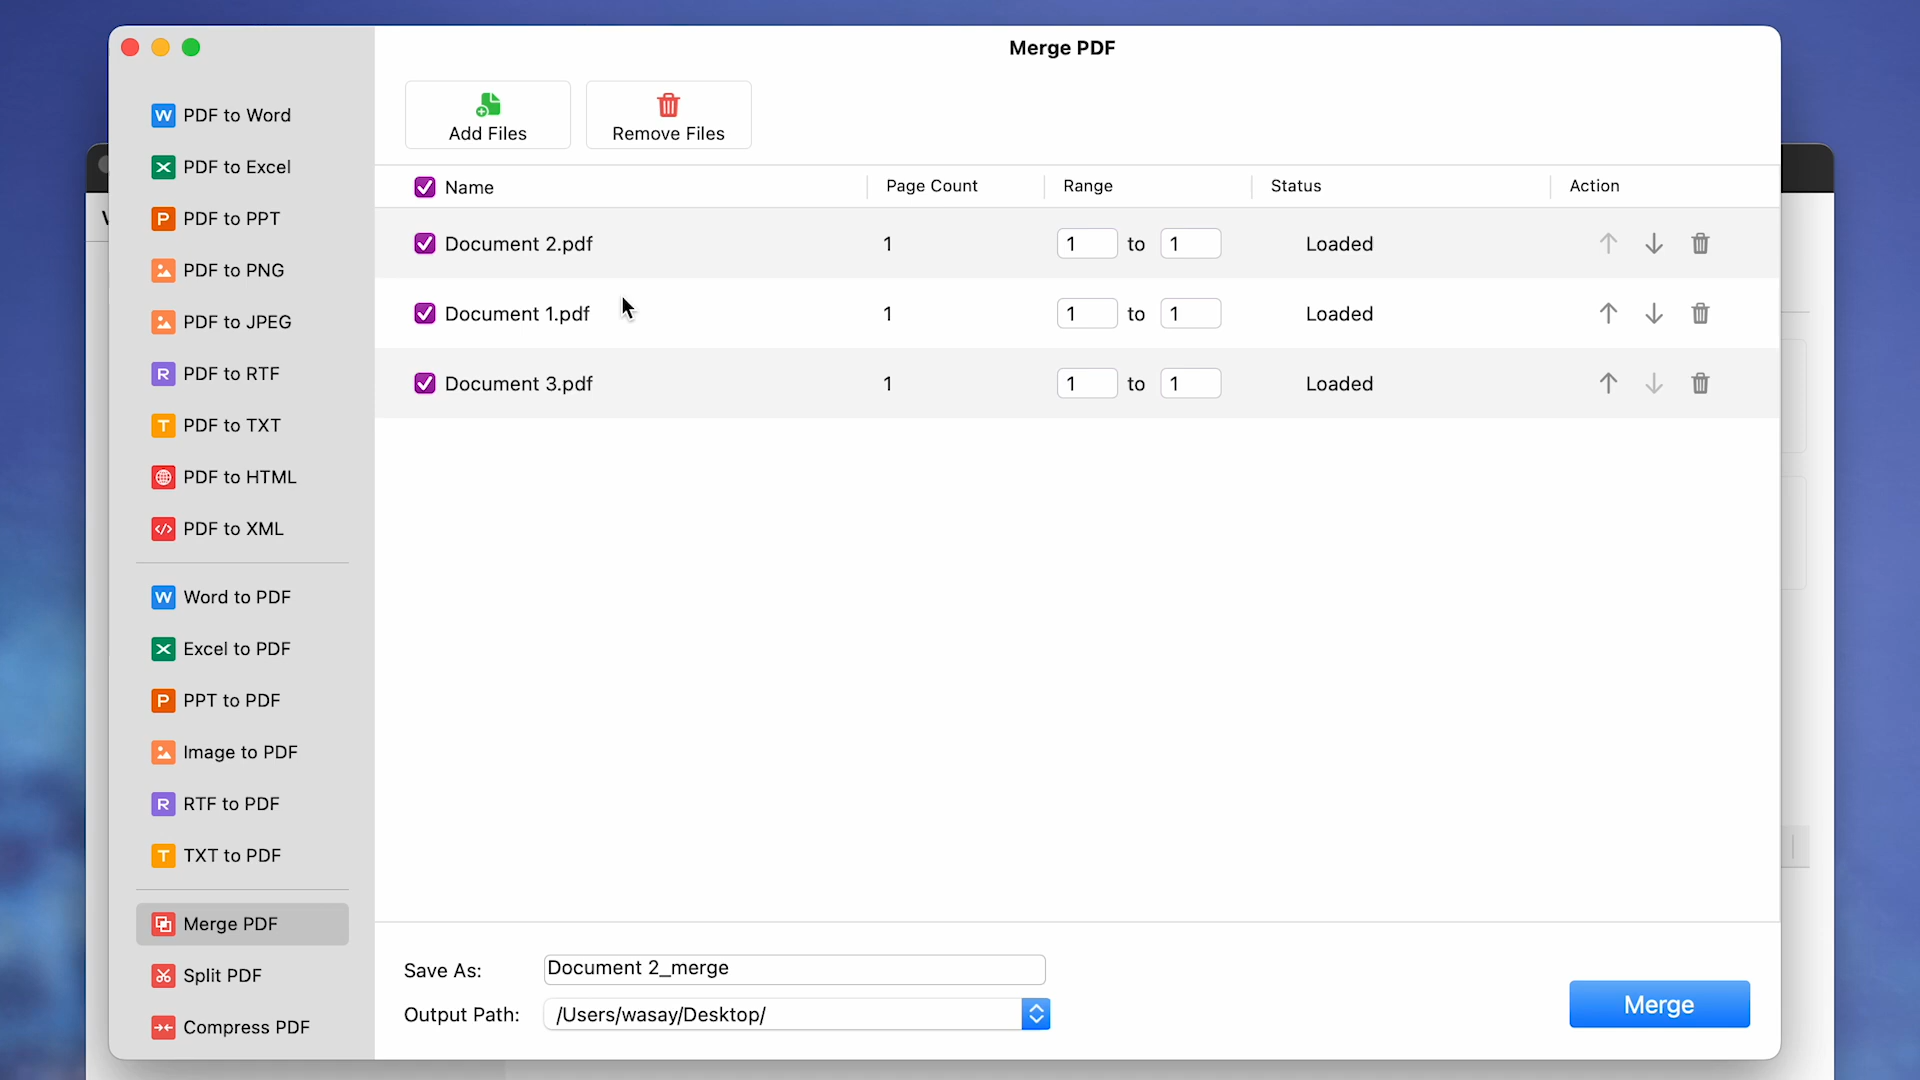 Merge PDF
PDF to Word
PDF to Excel
PDF to PPT
PDF to PNG
PDF to JPEG
PDF to RTF
PDF to TXT
PDF to HTML
PDF to XML
Word to PDF
Excel to PDF
PPT to PDF
Image to PDF
RTF to PDF
TXT to PDF
Merge PDF
Split PDF
Compress PDF
Add Files
Remove Files
Name Page Count Range Status Action
Document 2.pdf 1 1 to 1 Loaded
Document 1.pdf 1 1 to 1 Loaded
Document 3.pdf 1 1 to 1 Loaded
Save As: Document 2_merge
Output Path: /Users/wasay/Desktop/
Merge